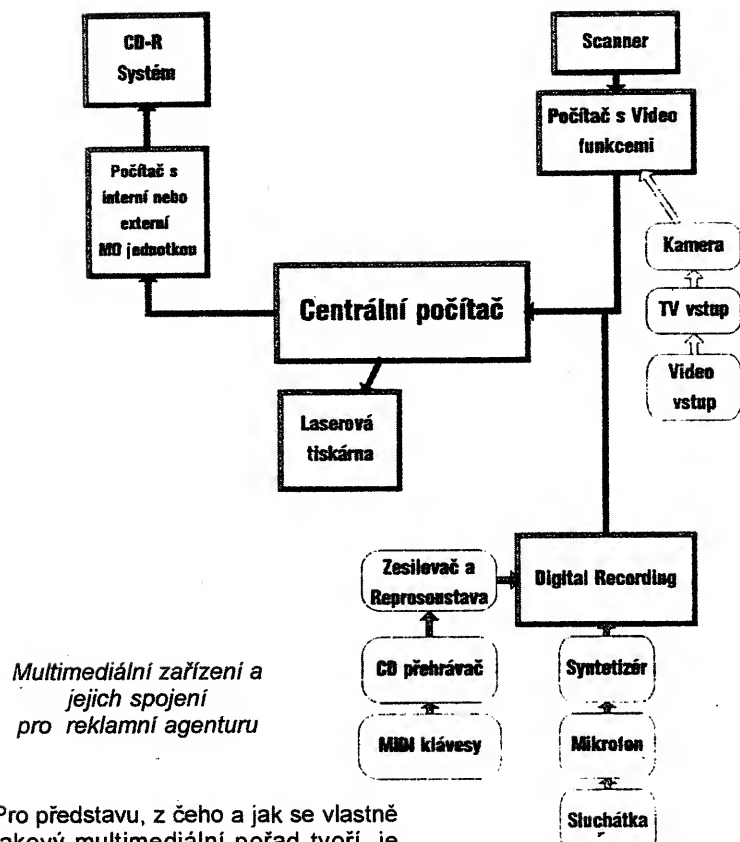 CD-R
Systém
Scanner
Počítač s Video
funkcemi
Počítač s
interní nebo
externí
MO jednotkou
Kamera
Centrální počítač
TV vstup
Video
vstup
Laserová
tiskárna
Zesilovač a
Reprosoustava
Digital Recording
CD přehrávač
Syntetizér
MIDI klávesy
Mikrofon
Sluchátka
Multimediální zařízení a
jejich spojení
pro reklamní agenturu
Pro představu, z čeho a jak se vlastně
takový multimediální pořad tvoří, je